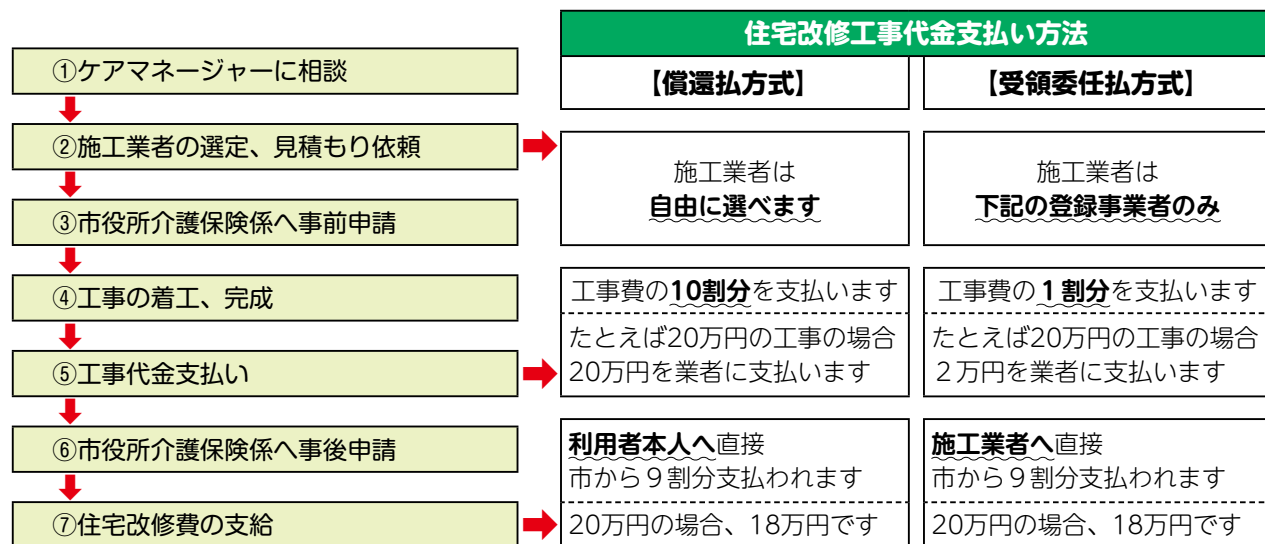 ①ケアマネージャーに相談
②施工業者の選定、見積もり依頼
③市役所介護保険係へ事前申請
④工事の着工、完成
⑤工事代金支払い
⑥市役所介護保険係へ事後申請
⑦住宅改修費の支給
住宅改修工事代金支払い方法
【償還払方式】
施工業者は
自由に選べます
工事費の10割分を支払います
たとえば20万円の工事の場合
20万円を業者に支払います
利用者本人へ直接
市から９割分支払われます
20万円の場合、18万円です
【受領委任払方式】
施工業者は
下記の登録事業者のみ
工事費の１割分を支払います
たとえば20万円の工事の場合
２万円を業者に支払います
施工業者へ直接
市から９割分支払われます
20万円の場合、18万円です